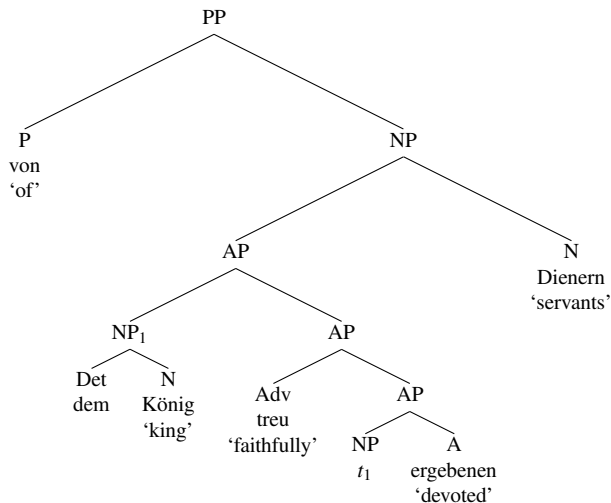 PP
P
von
‘of’
NP
AP
N
Dienern
‘servants’
NP₁
AP
Det
dem
N
König
‘king’
Adv
treu
‘faithfully’
AP
NP
t₁
A
ergebenen
‘devoted’